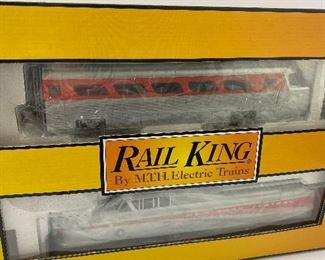 RAIL KING
By M.T.H. Electric Trains